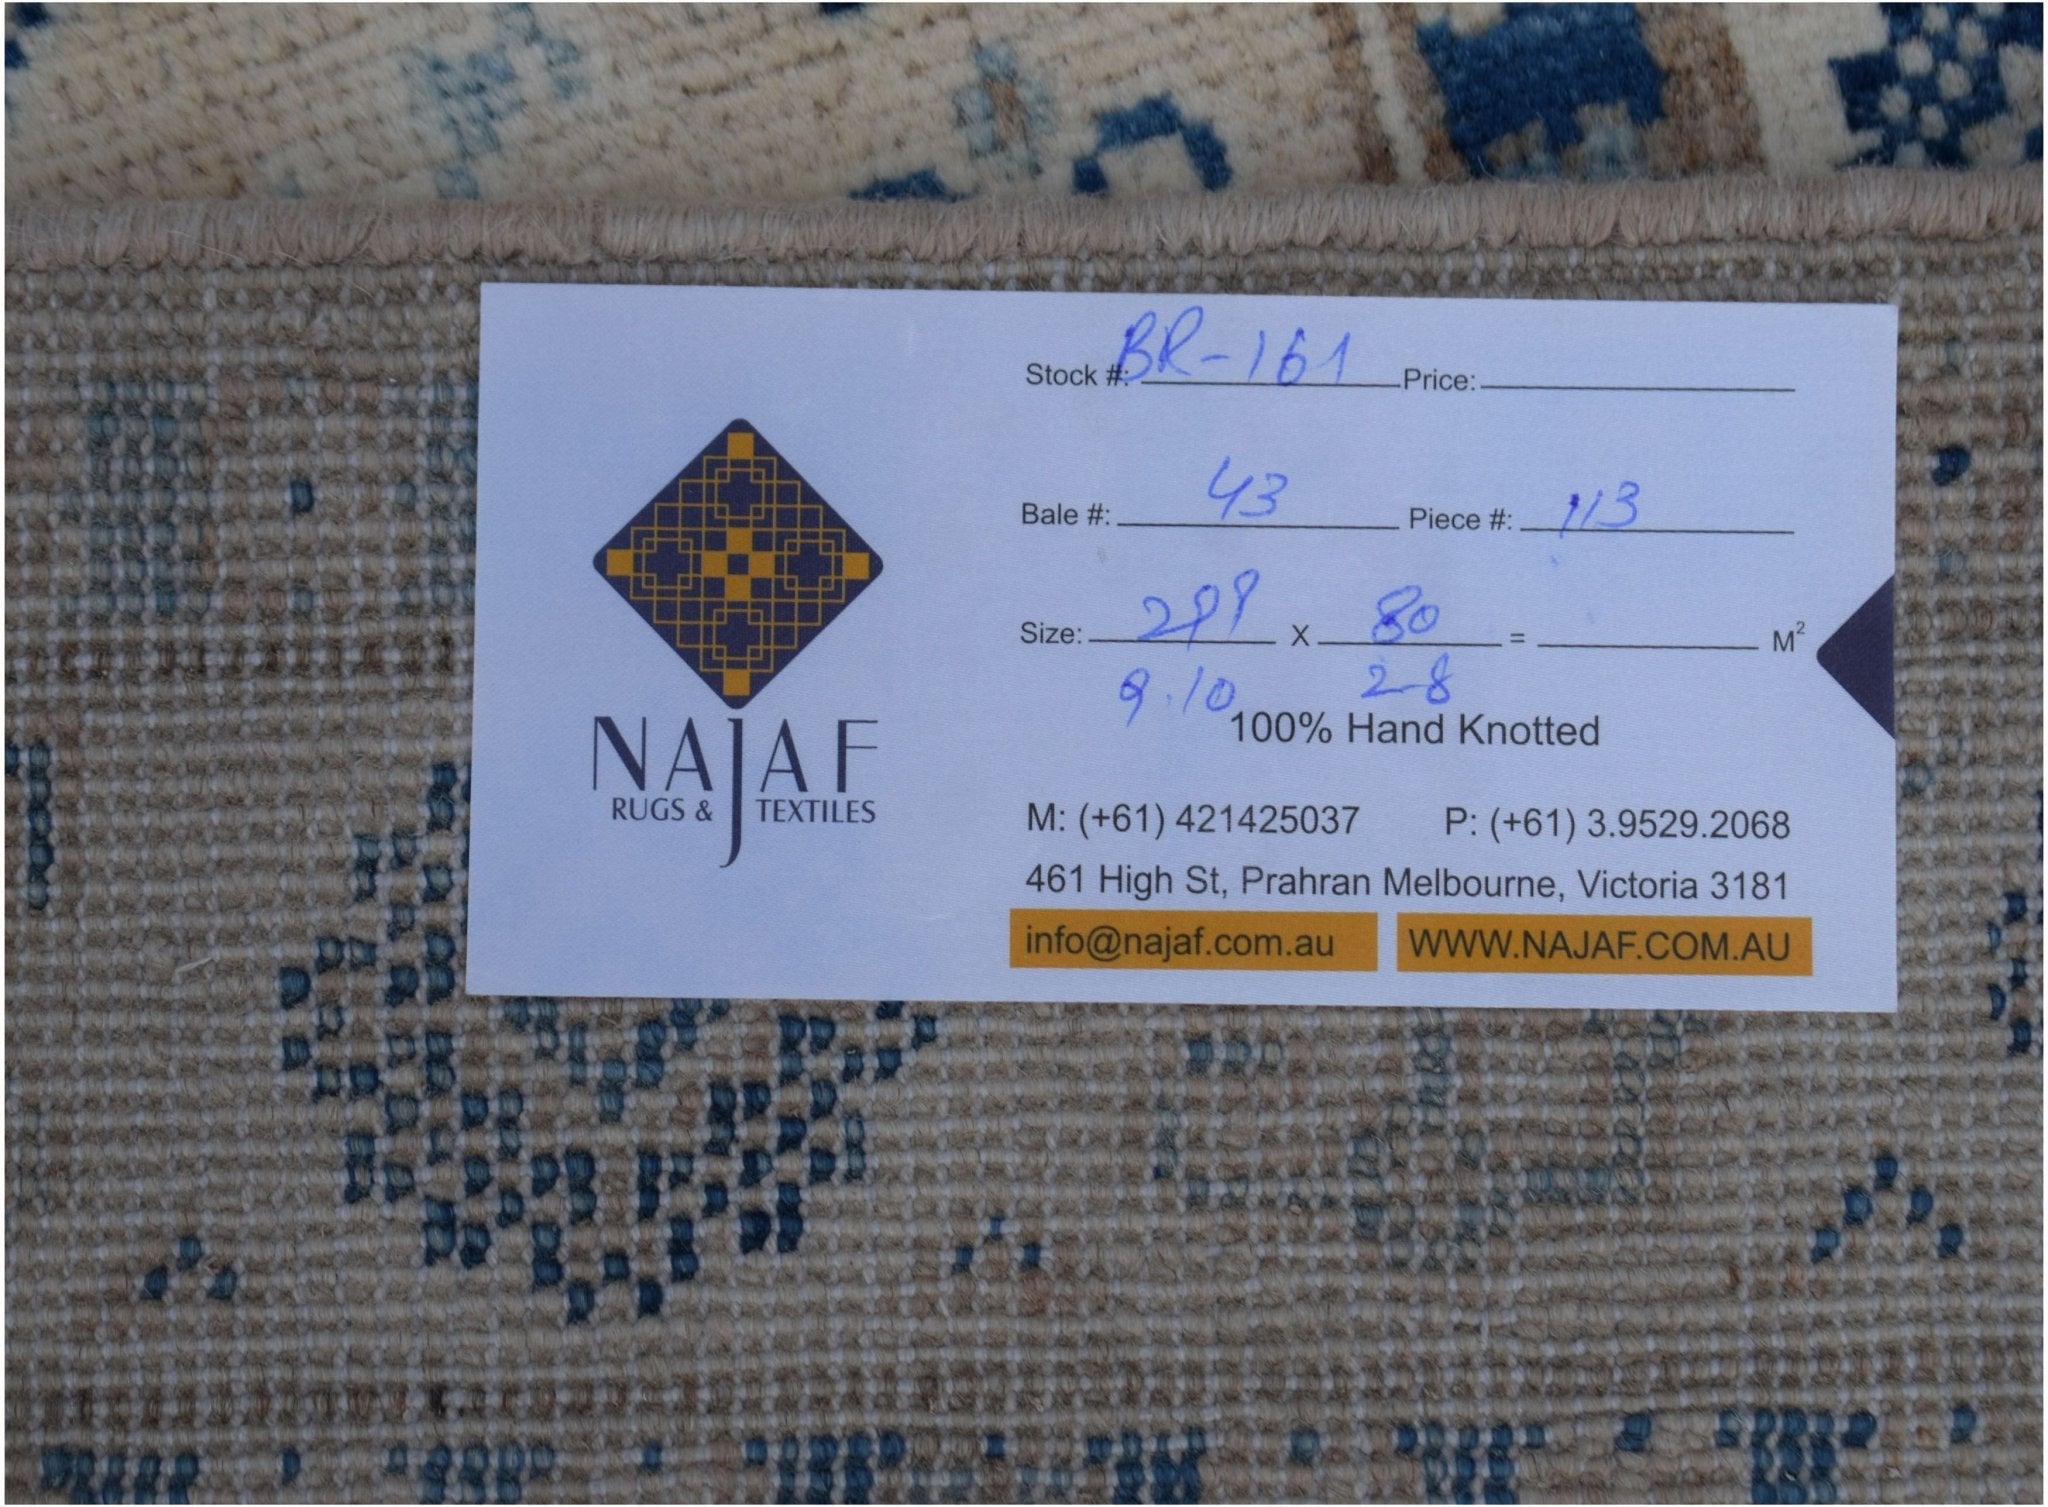 Stock #: BR-161 Price:
Bale #: 43 Piece #: 113
Size: 299 X 80 = M²
9.10 2-8
100% Hand Knotted
NAJAF
RUGS & TEXTILES
M: (+61) 421425037 P: (+61) 3.9529.2068
461 High St, Prahran Melbourne, Victoria 3181
info@najaf.com.au WWW.NAJAF.COM.AU